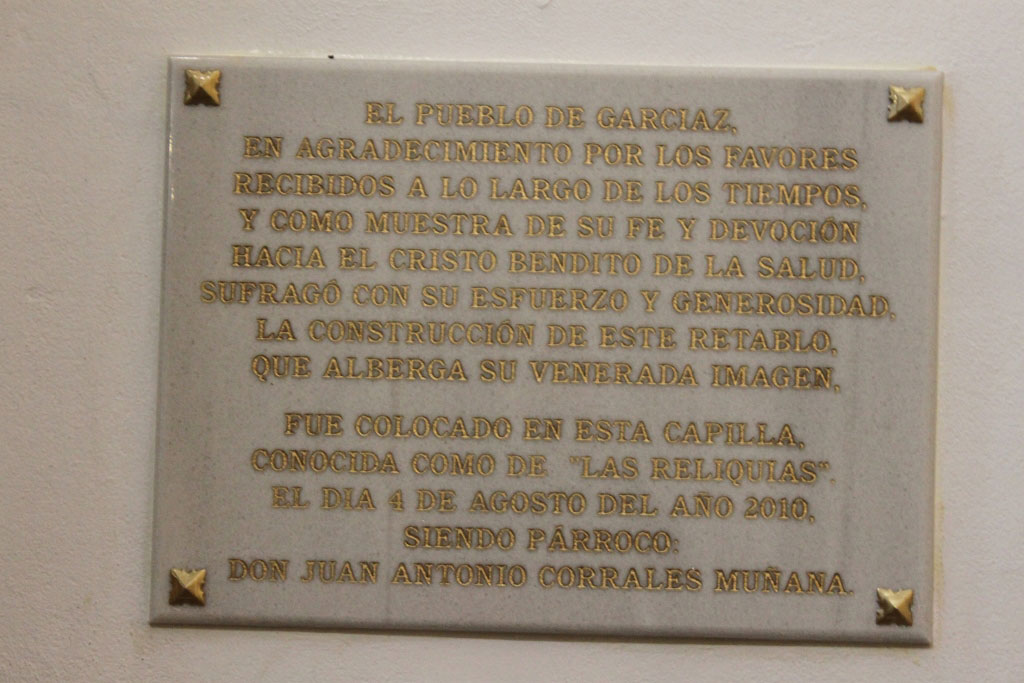 EL PUEBLO DE GARCIAZ,
EN AGRADECIMIENTO POR LOS FAVORES
RECIBIDOS A LO LARGO DE LOS TIEMPOS,
Y COMO MUESTRA DE SU FE Y DEVOCIÓN
HACIA EL CRISTO BENDITO DE LA SALUD,
SUFRAGÓ CON SU ESFUERZO Y GENEROSIDAD,
LA CONSTRUCCIÓN DE ESTE RETABLO,
QUE ALBERGA SU VENERADA IMAGEN,
FUE COLOCADO EN ESTA CAPILLA,
CONOCIDA COMO DE "LAS RELIQUIAS",
EL DIA 4 DE AGOSTO DEL AÑO 2010,
SIENDO PÁRROCO:
DON JUAN ANTONIO CORRALES MUÑANA.